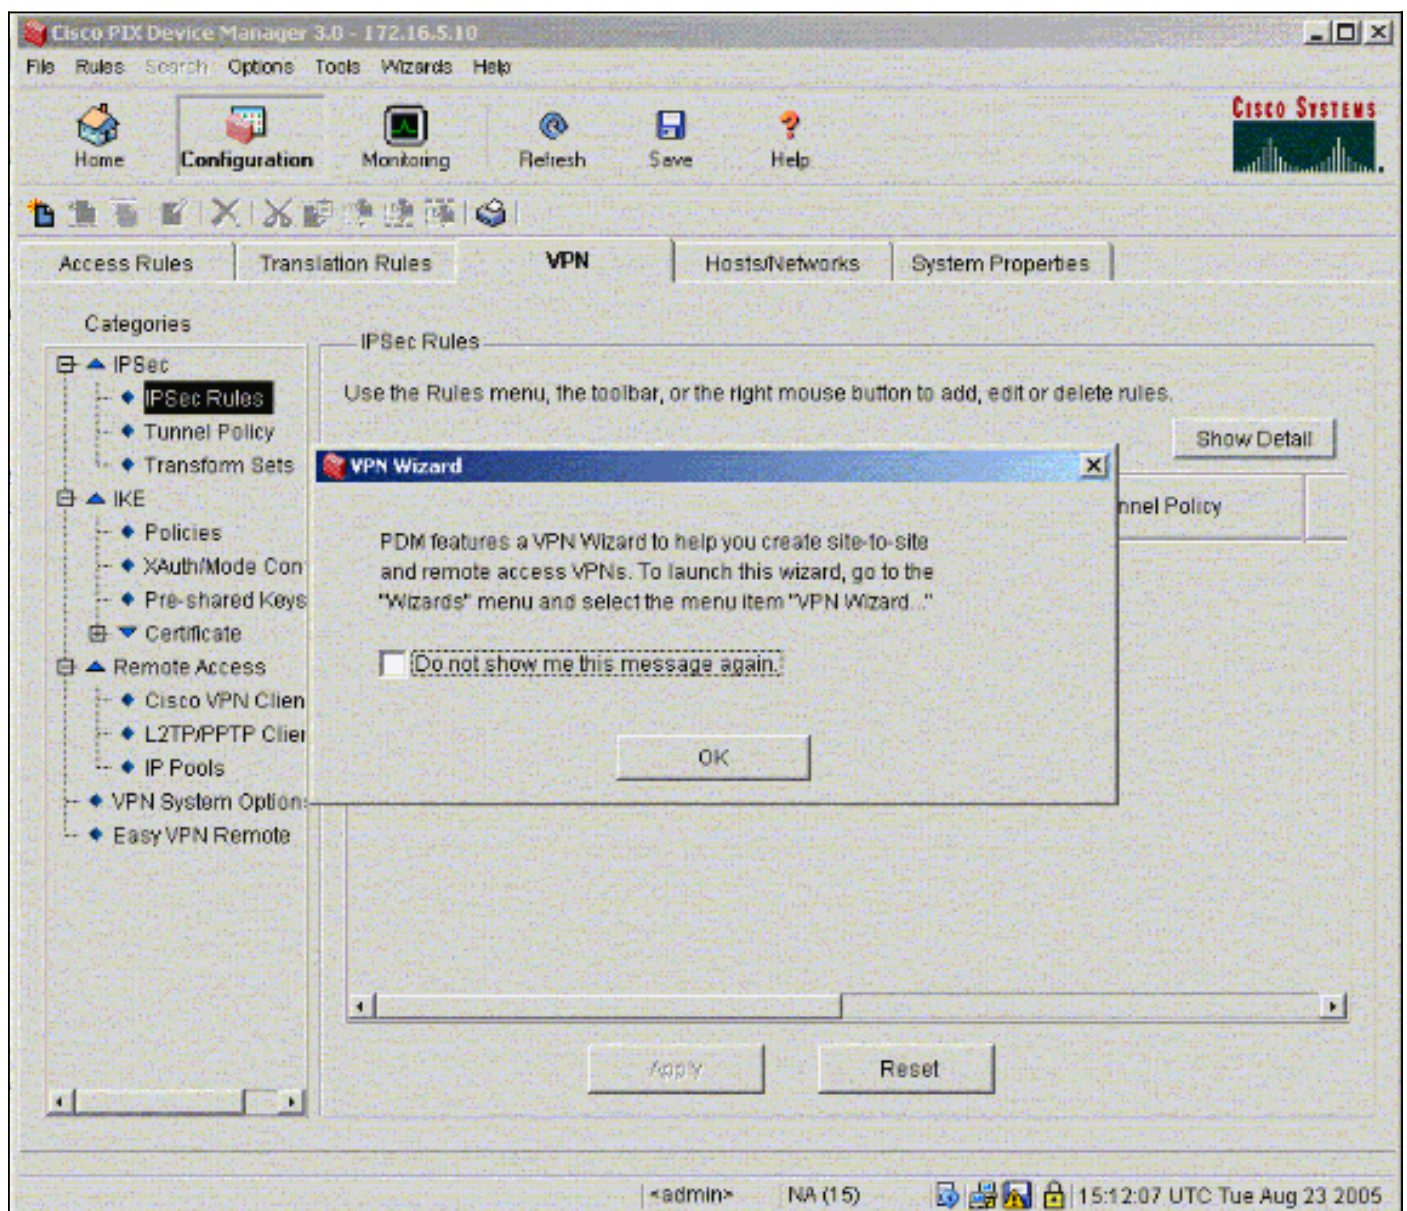 Cisco PIX Device Manager 3.0 - 172.16.5.10
File Rules Search Options Tools Wizards Help
CISCO SYSTEMS
Home Configuration Monitoring Refresh Save Help
Access Rules Translation Rules VPN Hosts/Networks System Properties
Categories
IPSec
IPSec Rules
Tunnel Policy
Transform Sets
IKE
Policies
XAuth/Mode Con
Pre-shared Keys
Certificate
Remote Access
Cisco VPN Clien
L2TP/PPTP Clier
IP Pools
VPN System Option
Easy VPN Remote
IPSec Rules
Use the Rules menu, the toolbar, or the right mouse button to add, edit or delete rules.
Show Detail
nnel Policy
VPN Wizard
PDM features a VPN Wizard to help you create site-to-site
and remote access VPNs. To launch this wizard, go to the
"Wizards" menu and select the menu item "VPN Wizard..."
Do not show me this message again.
OK
Apply Reset
<admin> NA (15) 15:12:07 UTC Tue Aug 23 2005